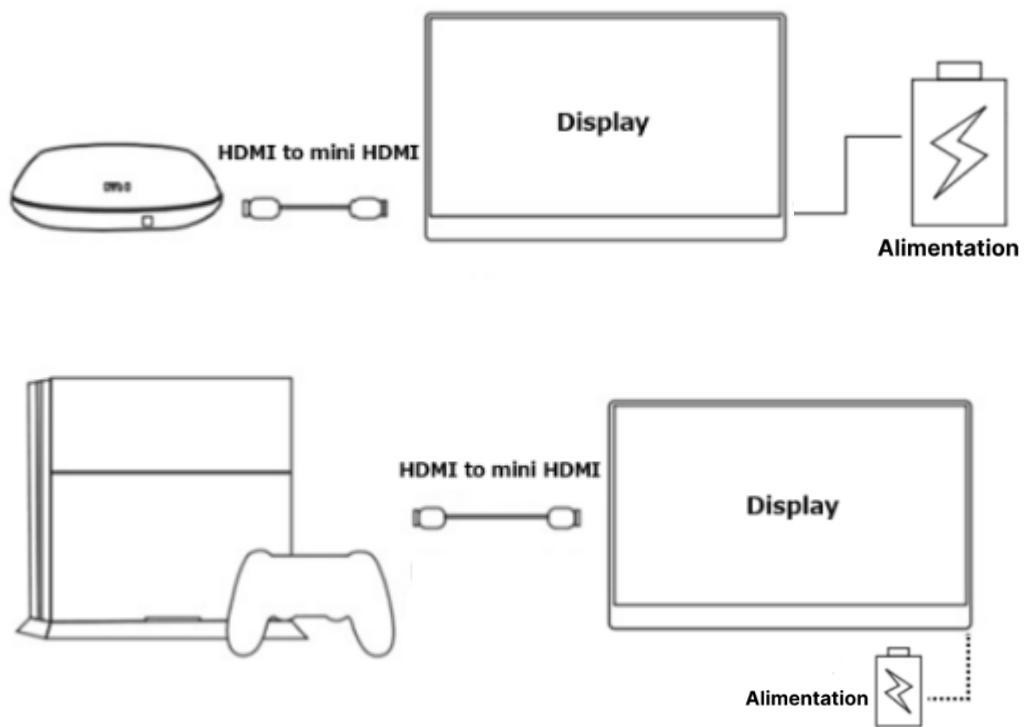 Display
HDMI to mini HDMI
Alimentation
HDMI to mini HDMI
Display
Alimentation